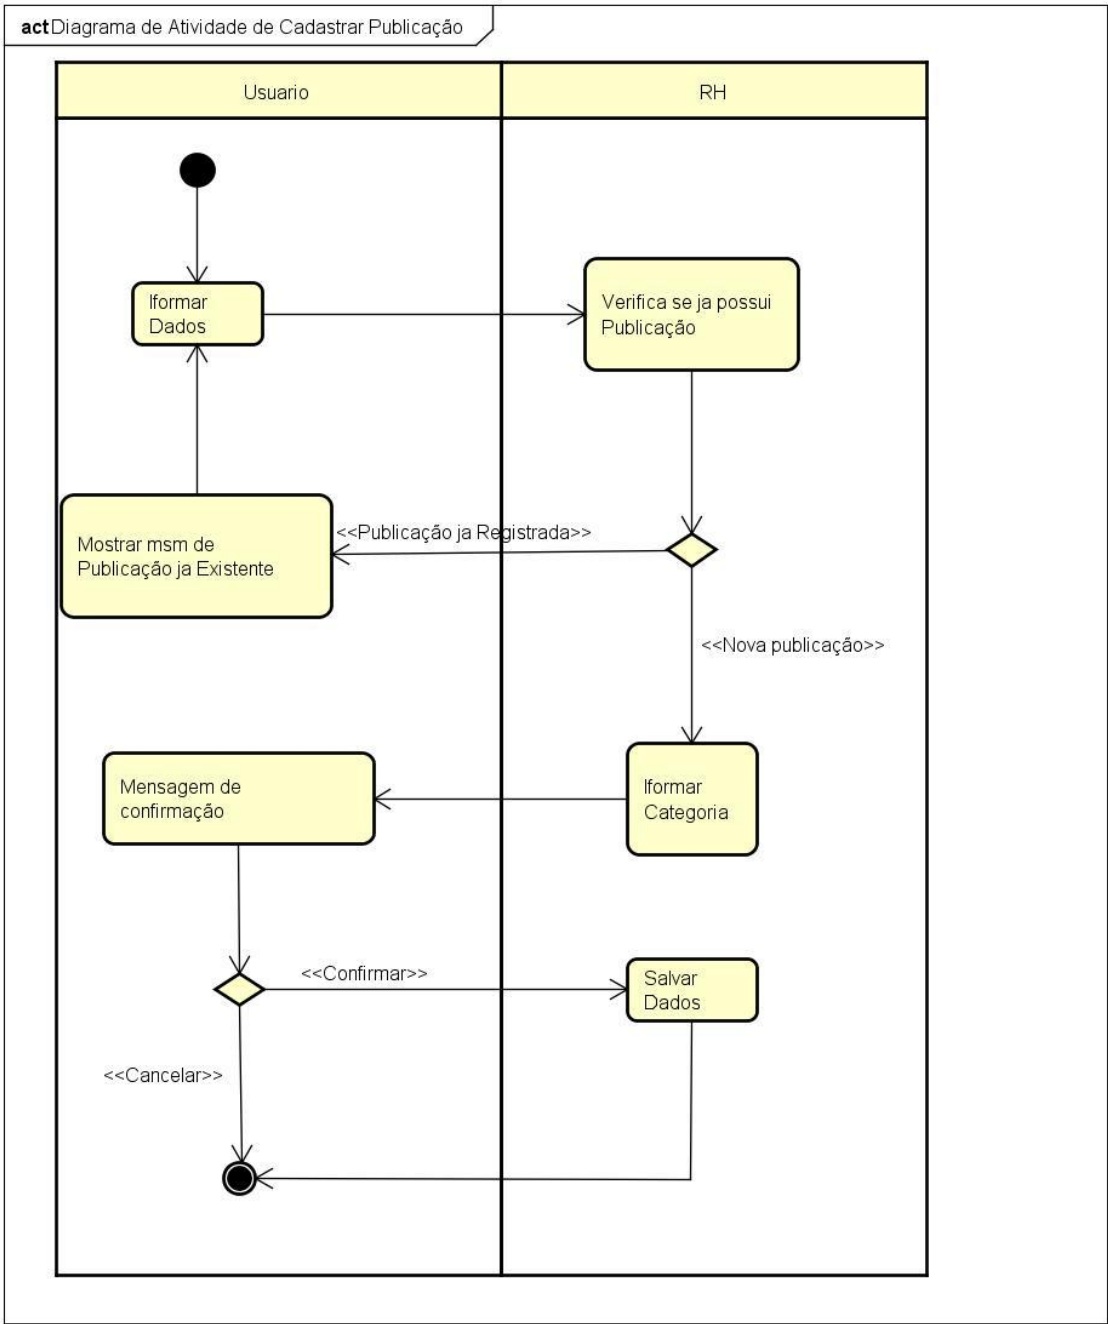 act Diagrama de Atividade de Cadastrar Publicação
Usuario
RH
Iformar
Dados
Verifica se ja possui
Publicação
<<Publicação ja Registrada>>
Mostrar msm de
Publicação ja Existente
<<Nova publicação>>
Mensagem de
confirmação
Iformar
Categoria
<<Confirmar>>
Salvar
Dados
<<Cancelar>>